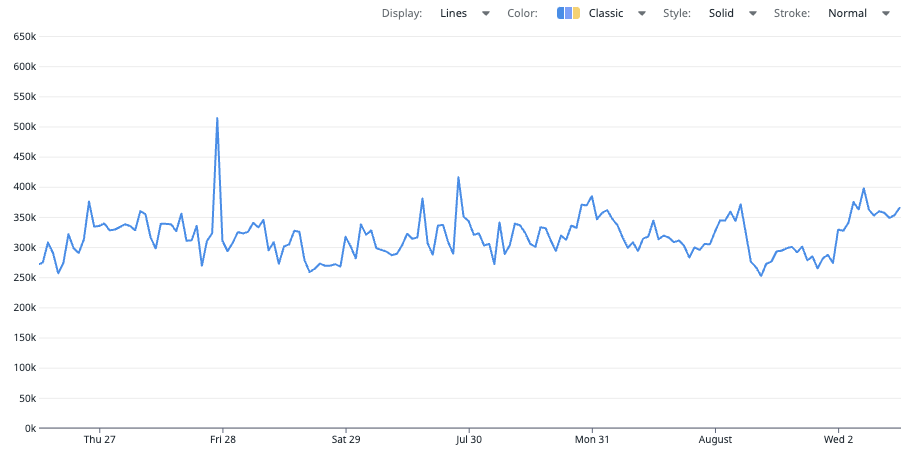 Display: Lines Color: Classic Style: Solid Stroke: Normal
650k
600k
550k
500k
450k
400k
350k
300k
250k
200k
150k
100k
50k
0k
Thu 27 Fri 28 Sat 29 Jul 30 Mon 31 August Wed 2